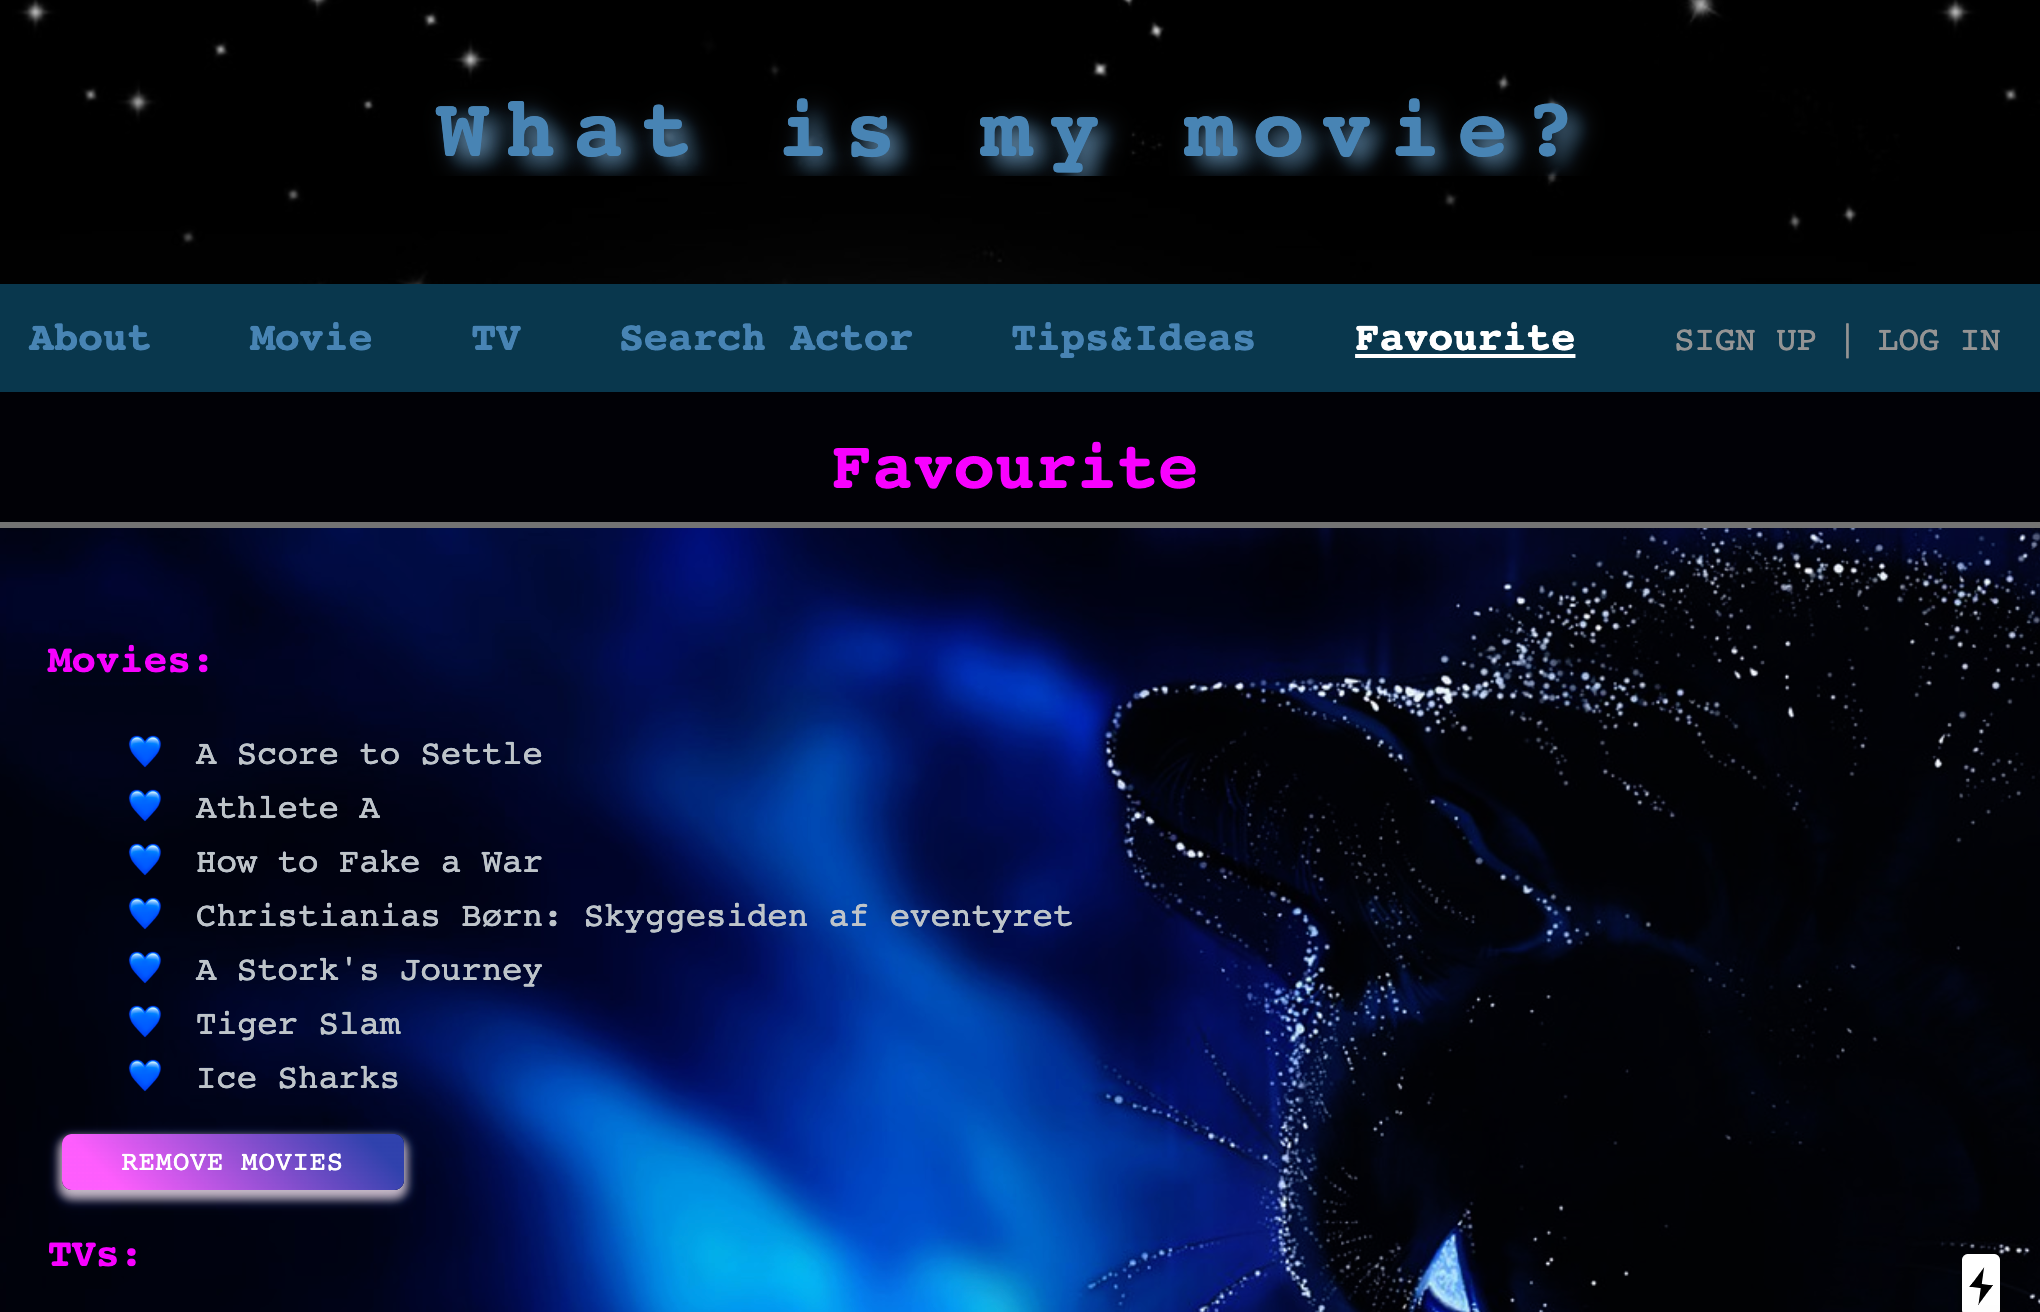 What is my movie?
About Movie TV Search Actor Tips&Ideas Favourite SIGN UP | LOG IN
Favourite
Movies:
A Score to Settle
Athlete A
How to Fake a War
Christianias Børn: Skyggesiden af eventyret
A Stork's Journey
Tiger Slam
Ice Sharks
REMOVE MOVIES
TVs: